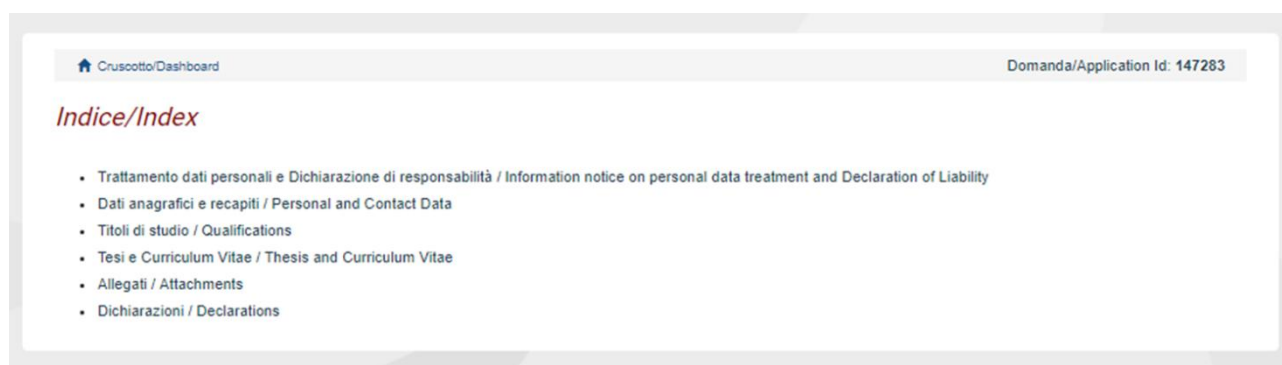 Cruscotto/Dashboard Domanda/Application Id: 147283
Indice/Index
Trattamento dati personali e Dichiarazione di responsabilità / Information notice on personal data treatment and Declaration of Liability
Dati anagrafici e recapiti / Personal and Contact Data
Titoli di studio / Qualifications
Tesi e Curriculum Vitae / Thesis and Curriculum Vitae
Allegati / Attachments
Dichiarazioni / Declarations